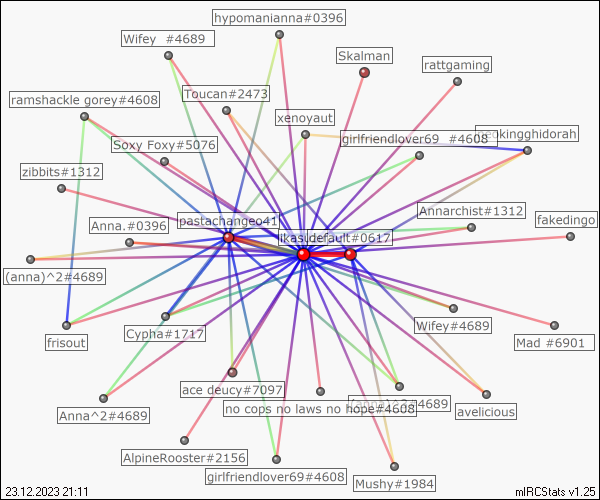 hypomanianna#0396
Wifey  #4689
Skalman
rattgaming
ramshackle gorey#4608
Toucan#2473
xenoyaut
girlfriendlover69  #4608
eokingghidorah
Soxy Foxy#5076
zibbits#1312
Annarchist#1312
pastachangeo41
Anna.#0396
ikas|default#0617
fakedingo
(anna)^2#4689
frisout
Cypha#1717
Wifey#4689
Mad #6901
ace deucy#7097
no cops no laws no hope#4608
#4689
avelicious
Anna^2#4689
AlpineRooster#2156
girlfriendlover69#4608
Mushy#1984
23.12.2023 21:11
mIRCStats v1.25